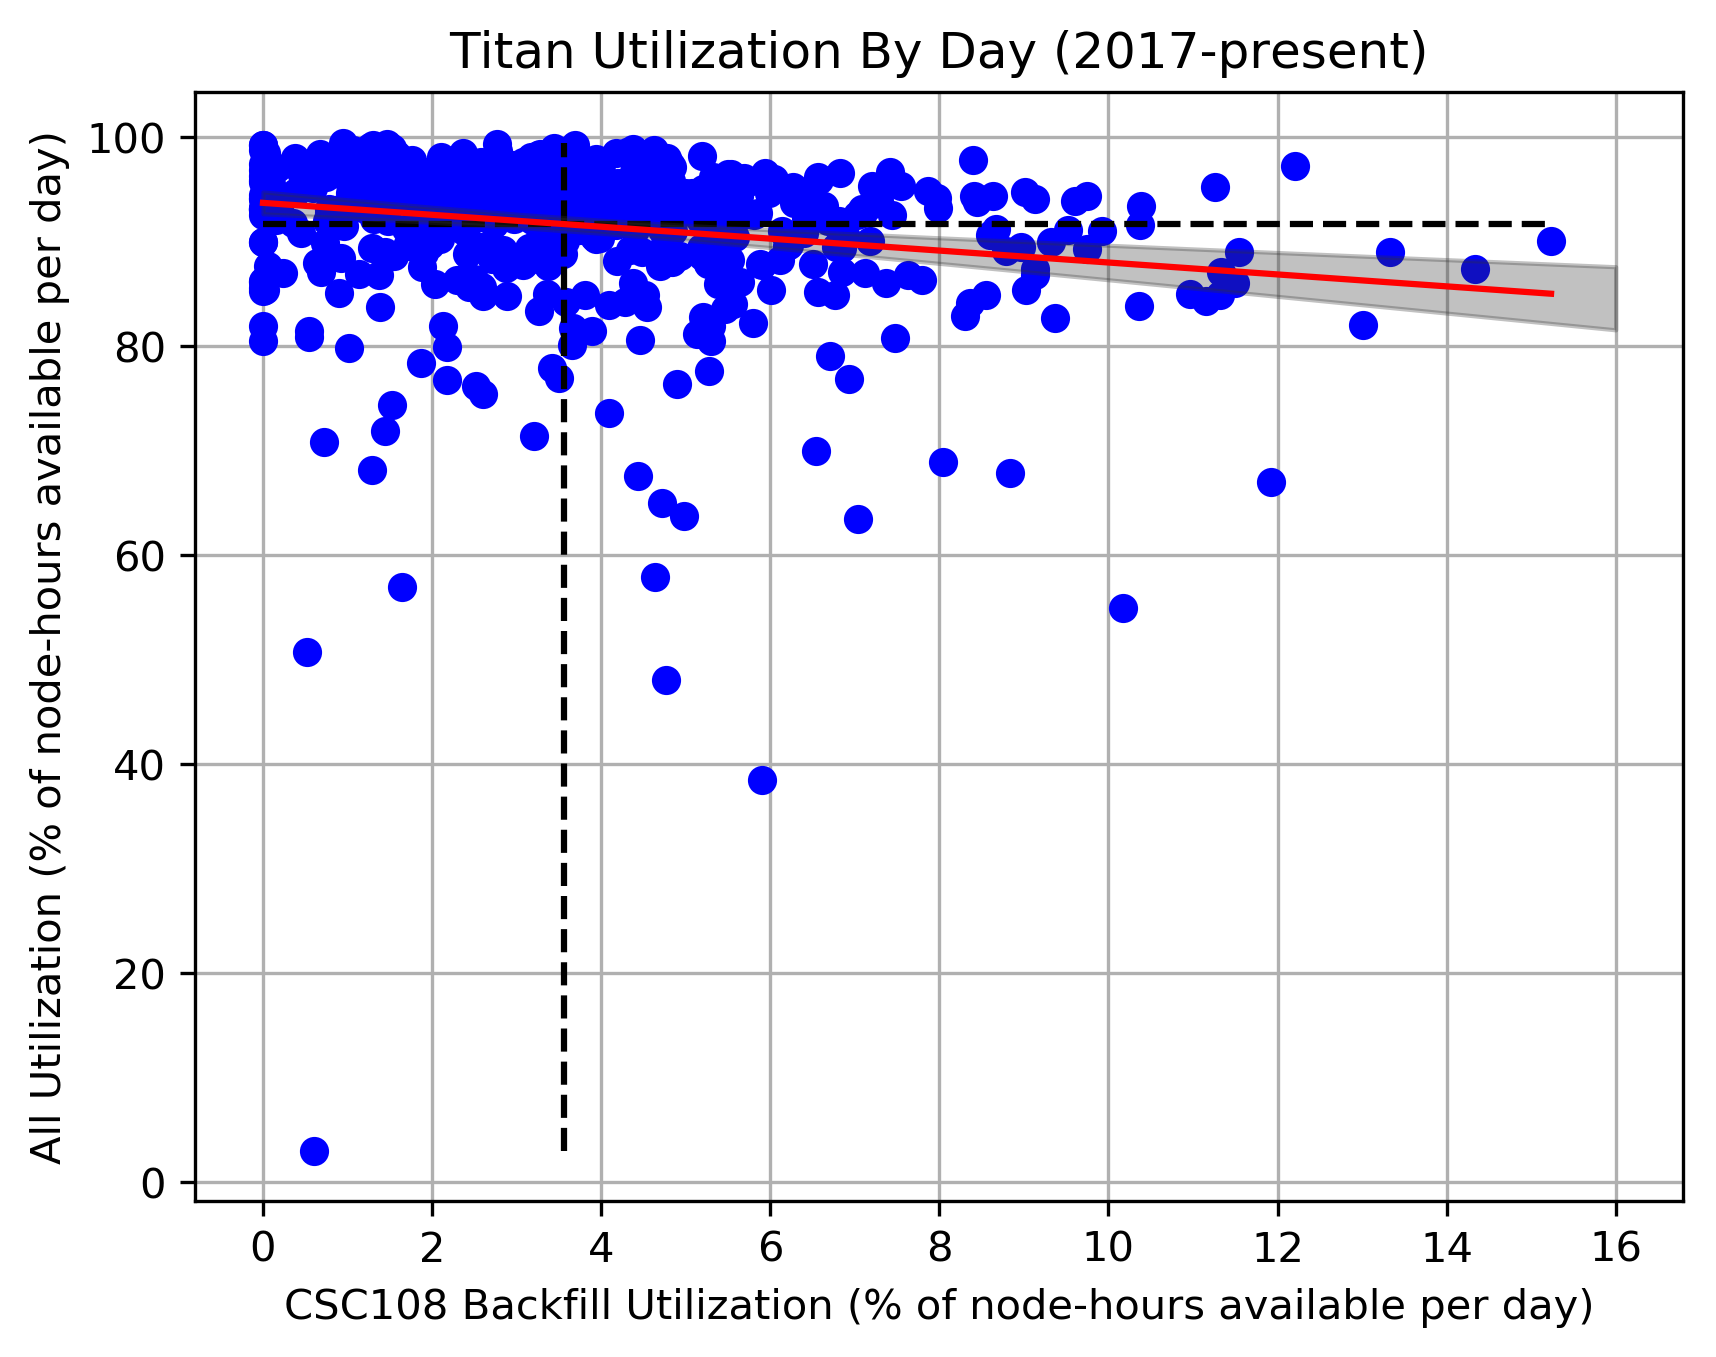 Titan Utilization By Day (2017-present)
All Utilization (% of node-hours available per day)
100
80
60
40
20
0
0 2 4 6 8 10 12 14 16
CSC108 Backfill Utilization (% of node-hours available per day)